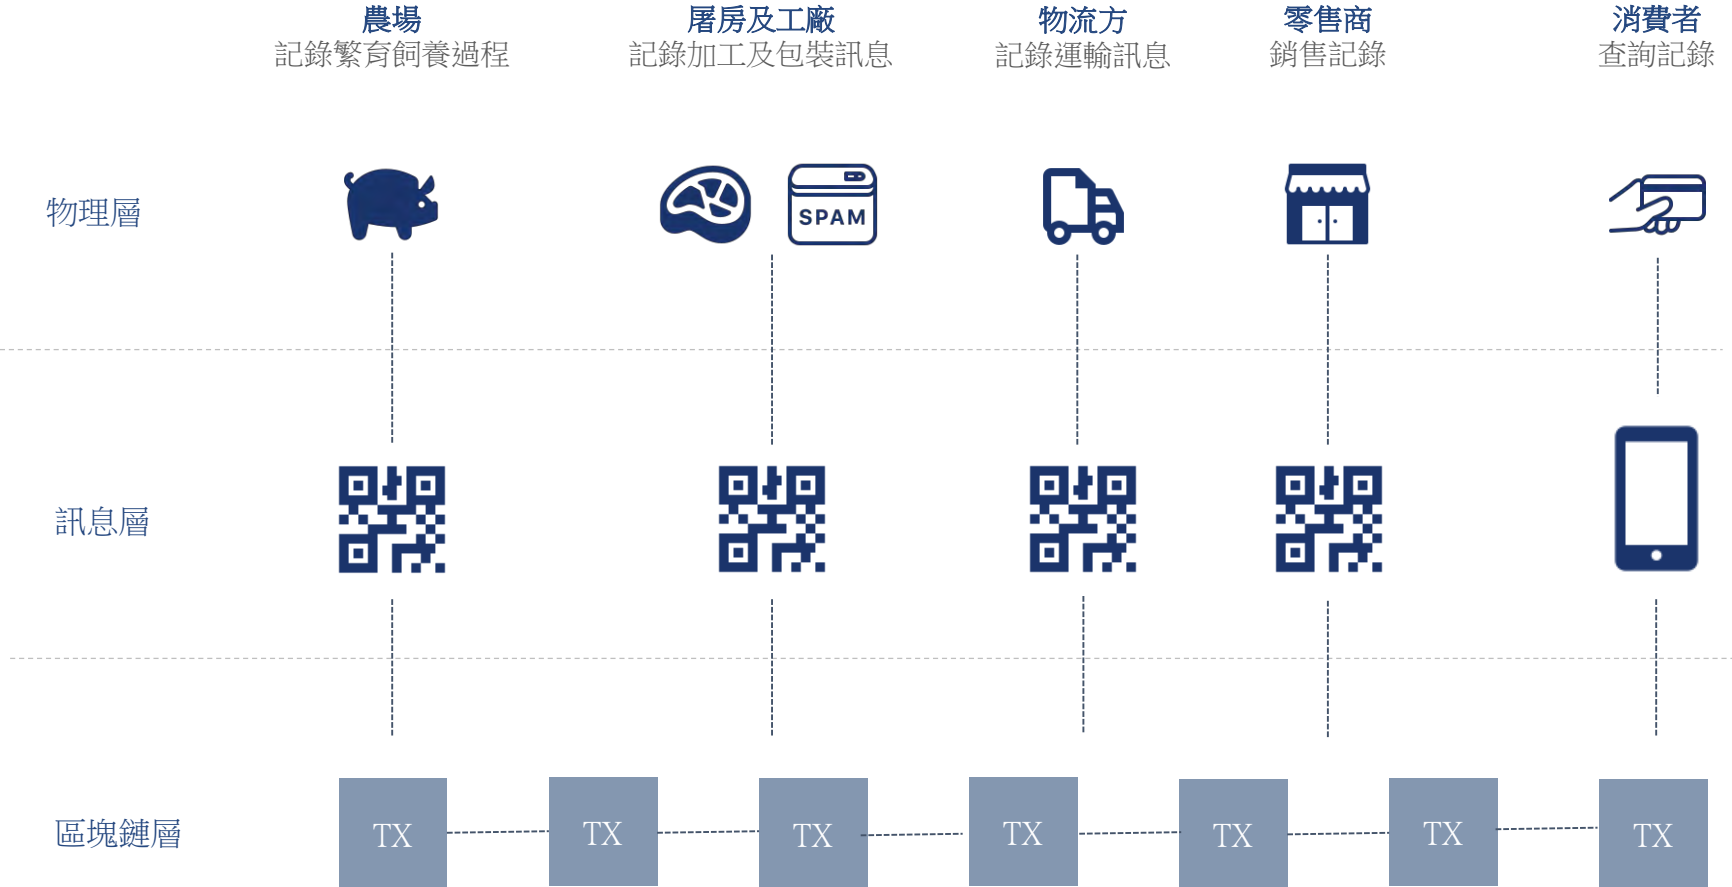 農場
記錄繁育飼養過程
屠房及工廠
記錄加工及包裝訊息
物流方
記錄運輸訊息
零售商
銷售記錄
消費者
查詢記錄
物理層
SPAM
訊息層
區塊鏈層
TX
TX
TX
TX
TX
TX
TX